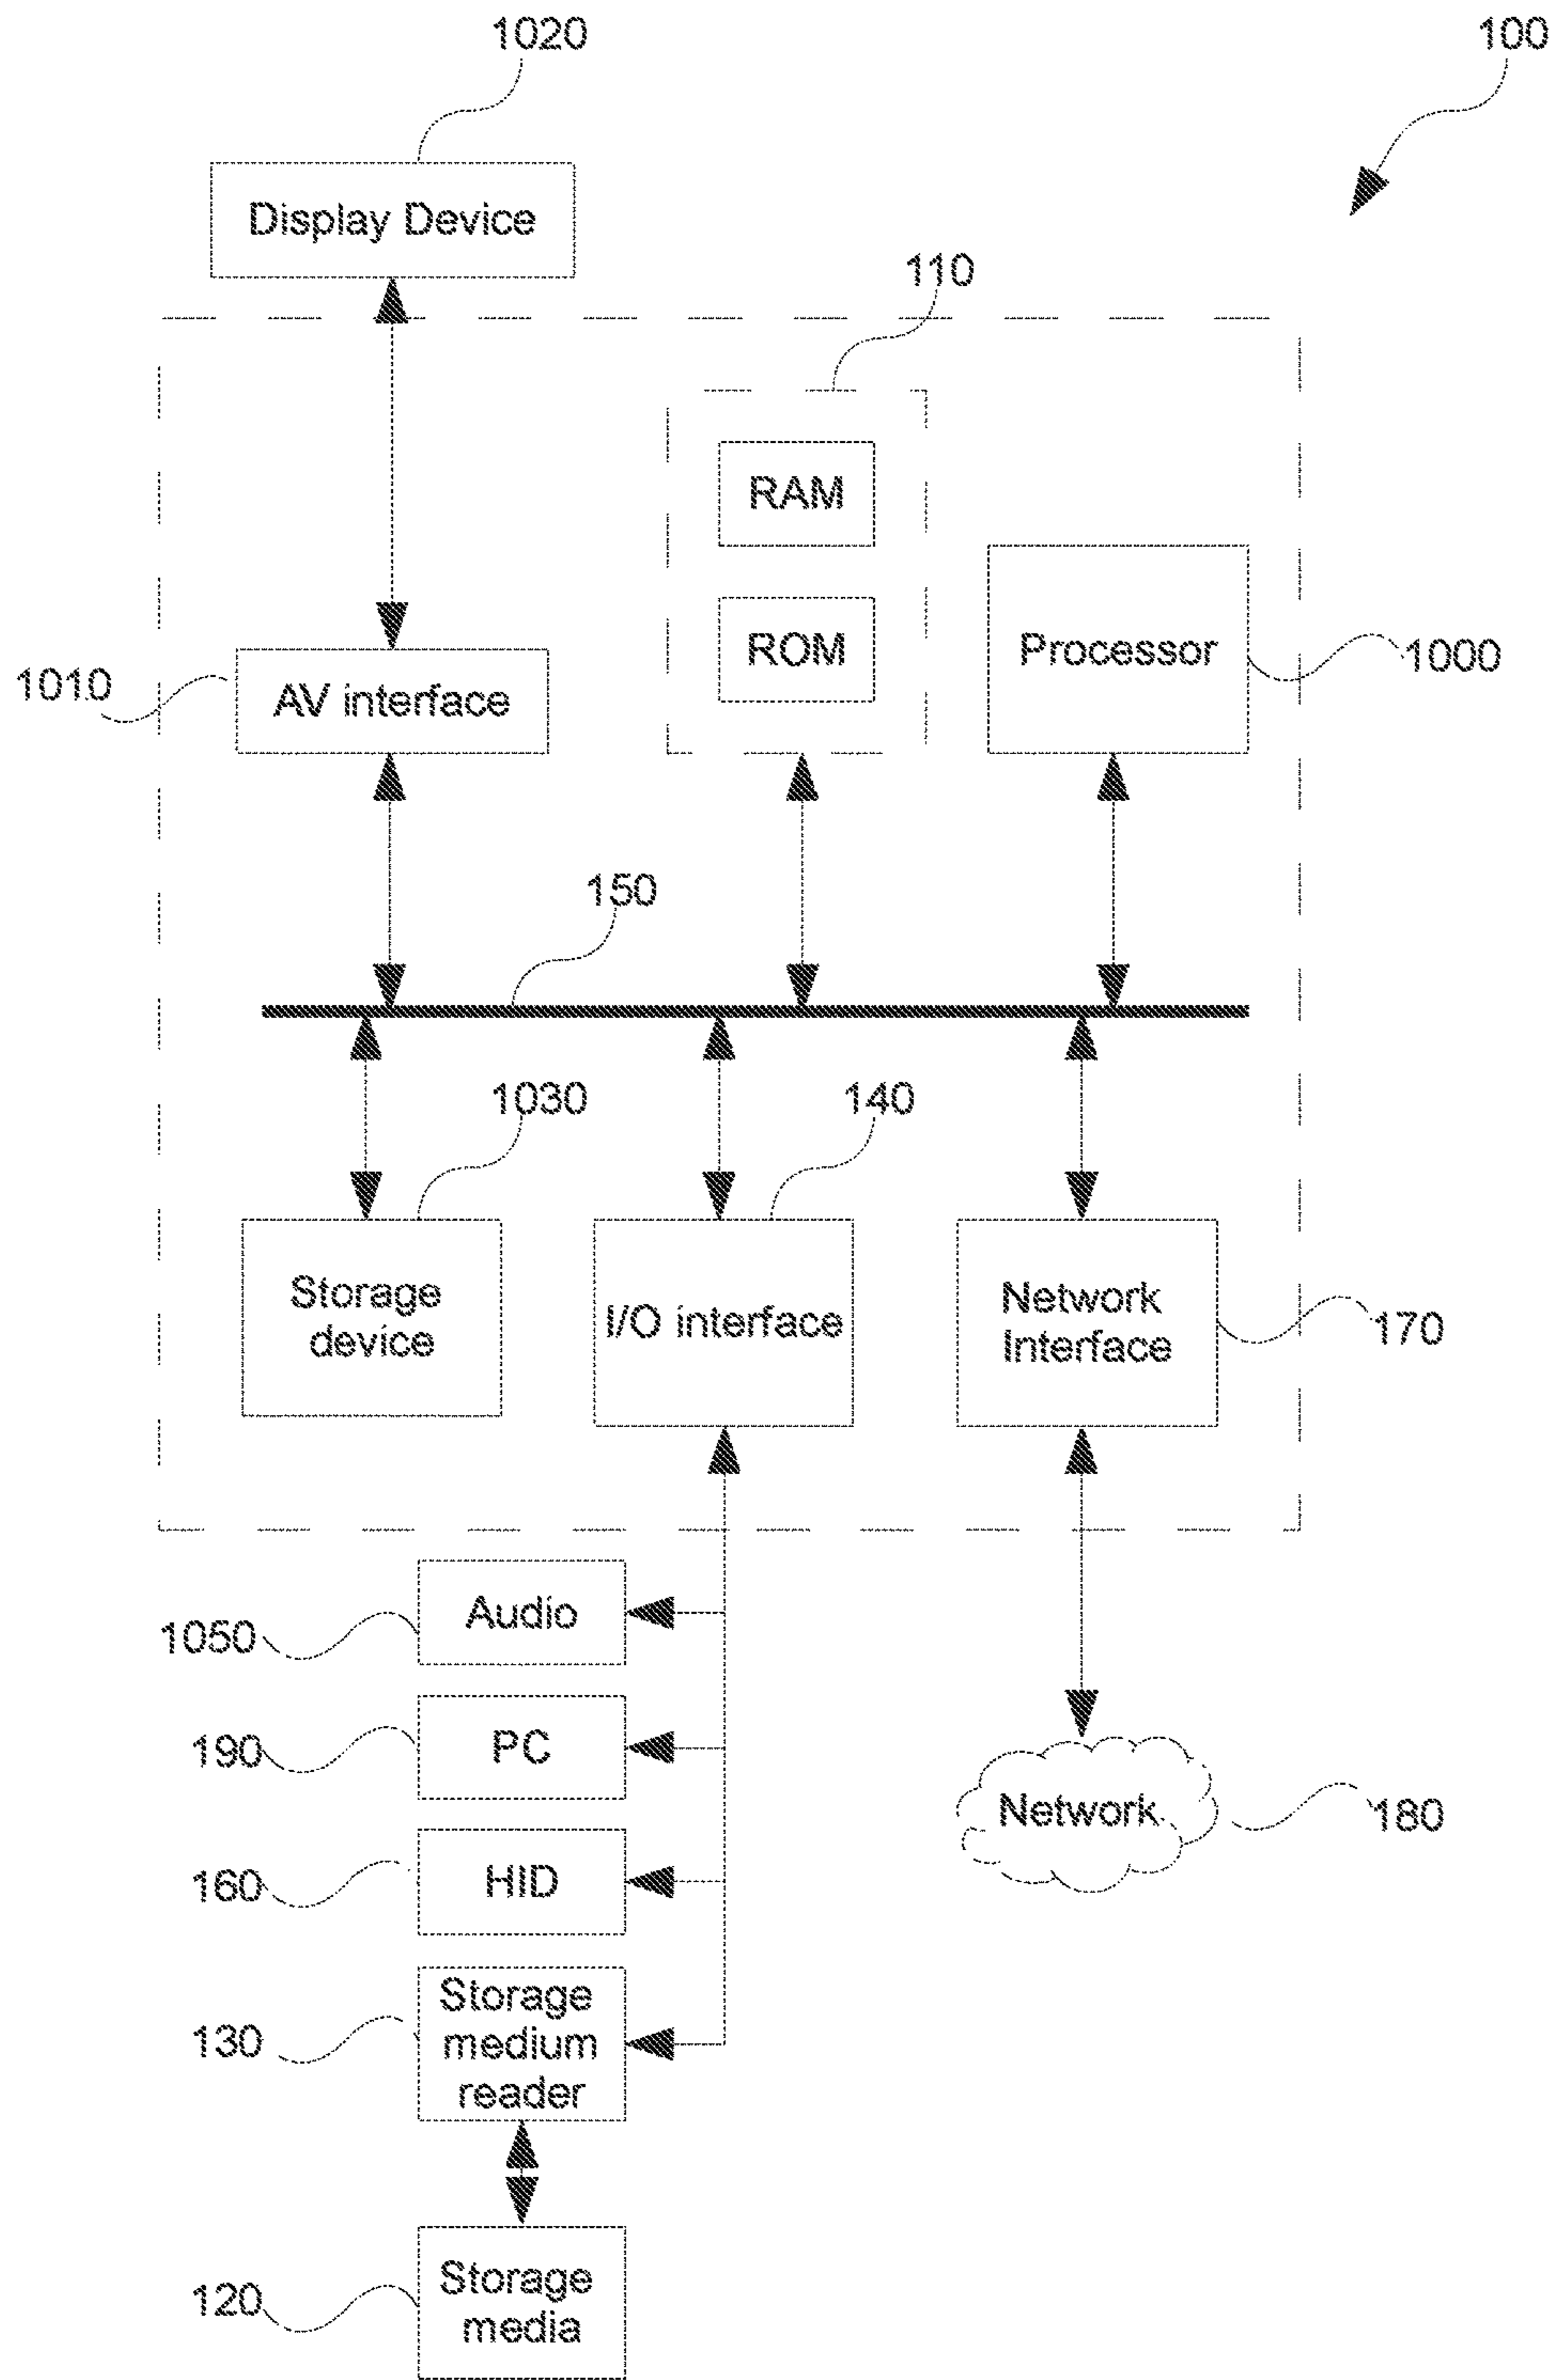 1020
100
Display Device
110
RAM
ROM
Processor
1000
1010
AV interface
150
1030
140
Storage
device
I/O interface
Network
Interface
170
Audio
1050
190
PC
Network
180
160
HID
130
Storage
medium
reader
120
Storage
media